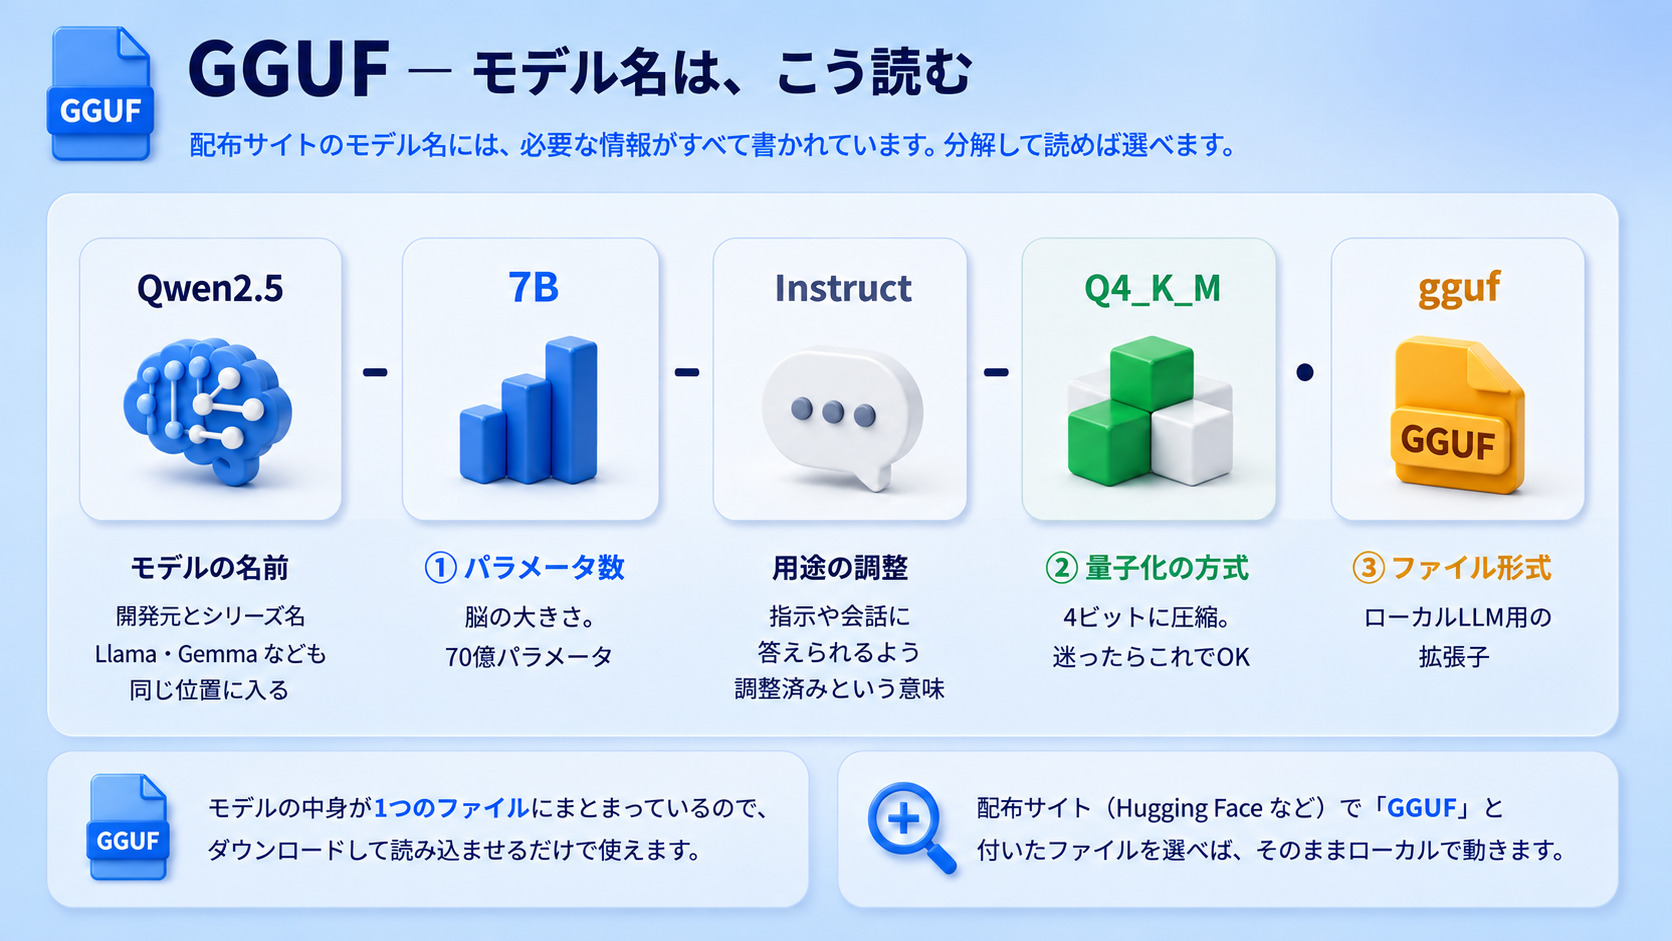 GGUF
GGUF — モデル名は、こう読む
配布サイトのモデル名には、必要な情報がすべて書かれています。分解して読めば選べます。
Qwen2.5 - 7B - Instruct - Q4_K_M • gguf
GGUF
モデルの名前
開発元とシリーズ名
Llama・Gemma なども
同じ位置に入る
① パラメータ数
脳の大きさ。
70億パラメータ
用途の調整
指示や会話に
答えられるよう
調整済みという意味
② 量子化の方式
4ビットに圧縮。
迷ったらこれでOK
③ ファイル形式
ローカルLLM用の
拡張子
GGUF
モデルの中身が1つのファイルにまとまっているので、
ダウンロードして読み込ませるだけで使えます。
配布サイト（Hugging Face など）で「GGUF」と
付いたファイルを選べば、そのままローカルで動きます。